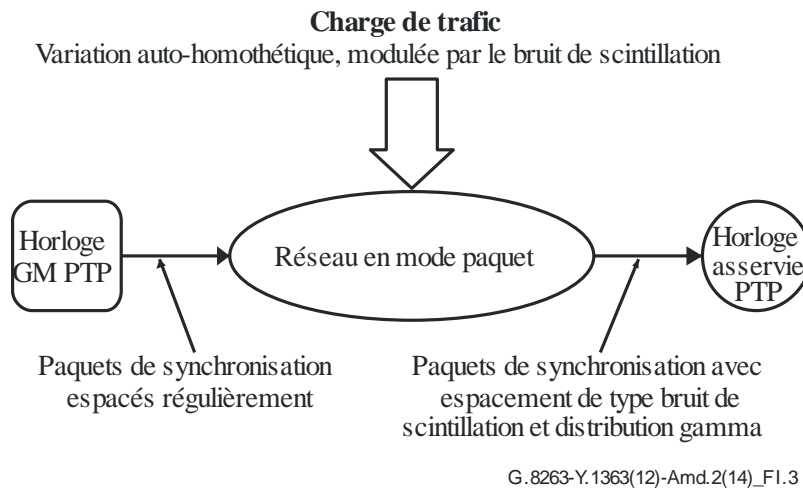 Charge de trafic
Variation auto-homothétique, modulée par le bruit de scintillation
Horloge
GM PTP
Réseau en mode paquet
Horloge
asservie
PTP
Paquets de synchronisation
espacés régulièrement
Paquets de synchronisation avec
espacement de type bruit de
scintillation et distribution gamma
G.8263-Y.1363(12)-Amd.2(14)_FI.3